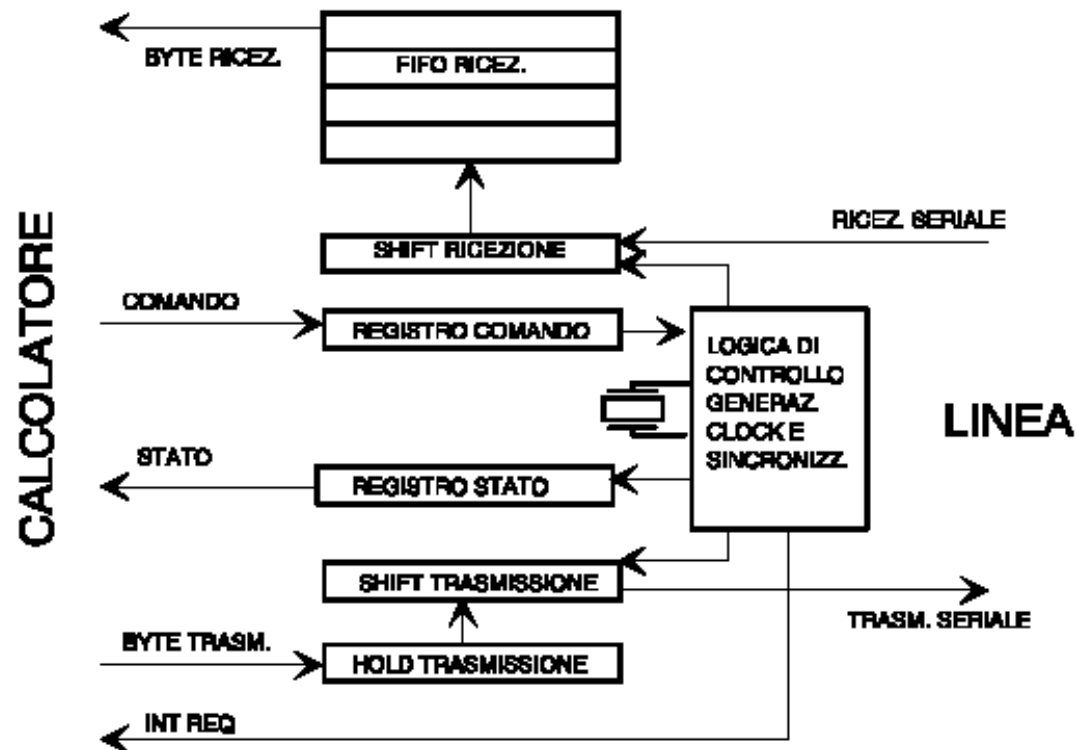 BYTE RICEZ.
FIFO RICEZ.
RICEZ. SERIALE
SHIFT RICEZIONE
COMANDO
REGISTRO COMANDO
LOGICA DI
CONTROLLO
GENERAZ.
CLOCK E
SINCRONIZZ.
CALCOLATORE
LINEA
STATO
REGISTRO STATO
SHIFT TRASMISSIONE
TRASM. SERIALE
BYTE TRASM.
HOLD TRASMISSIONE
INT REQ